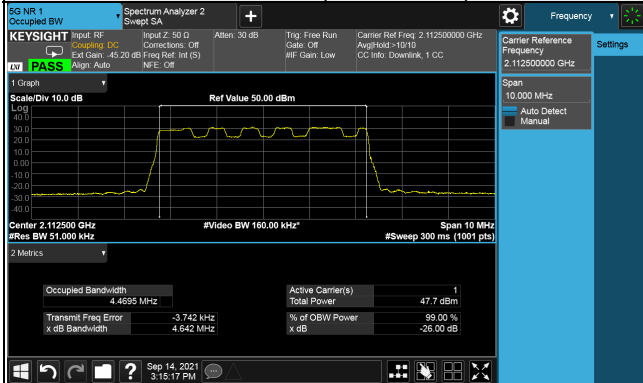 5G NR 1
Occupied BW
Spectrum Analyzer 2
Swept SA
Frequency
KEYSIGHT
Input: RF
Coupling: DC
Ext Gain: -45.20 dB
Align: Auto
Input Z: 50 Ω
Corrections: Off
Freq Ref: Int (S)
NFE: Off
Atten: 30 dB
Trig: Free Run
Gate: Off
#IF Gain: Low
Carrier Ref Freq: 2.112500000 GHz
Avg|Hold:>10/10
CC Info: Downlink, 1 CC
LXI PASS
Carrier Reference
Frequency
2.112500000 GHz
Settings
Span
10.000 MHz
Auto Detect
Manual
1 Graph
Scale/Div 10.0 dB
Ref Value 50.00 dBm
Log
40.0
30.0
20.0
10.0
0.00
-10.0
-20.0
-30.0
-40.0
Center 2.112500 GHz
#Video BW 160.00 kHz*
Span 10 MHz
#Res BW 51.000 kHz
#Sweep 300 ms (1001 pts)
2 Metrics
Occupied Bandwidth
4.4695 MHz
Active Carrier(s) 1
Total Power 47.7 dBm
Transmit Freq Error -3.742 kHz
x dB Bandwidth 4.642 MHz
% of OBW Power 99.00 %
x dB -26.00 dB
Sep 14, 2021
3:15:17 PM